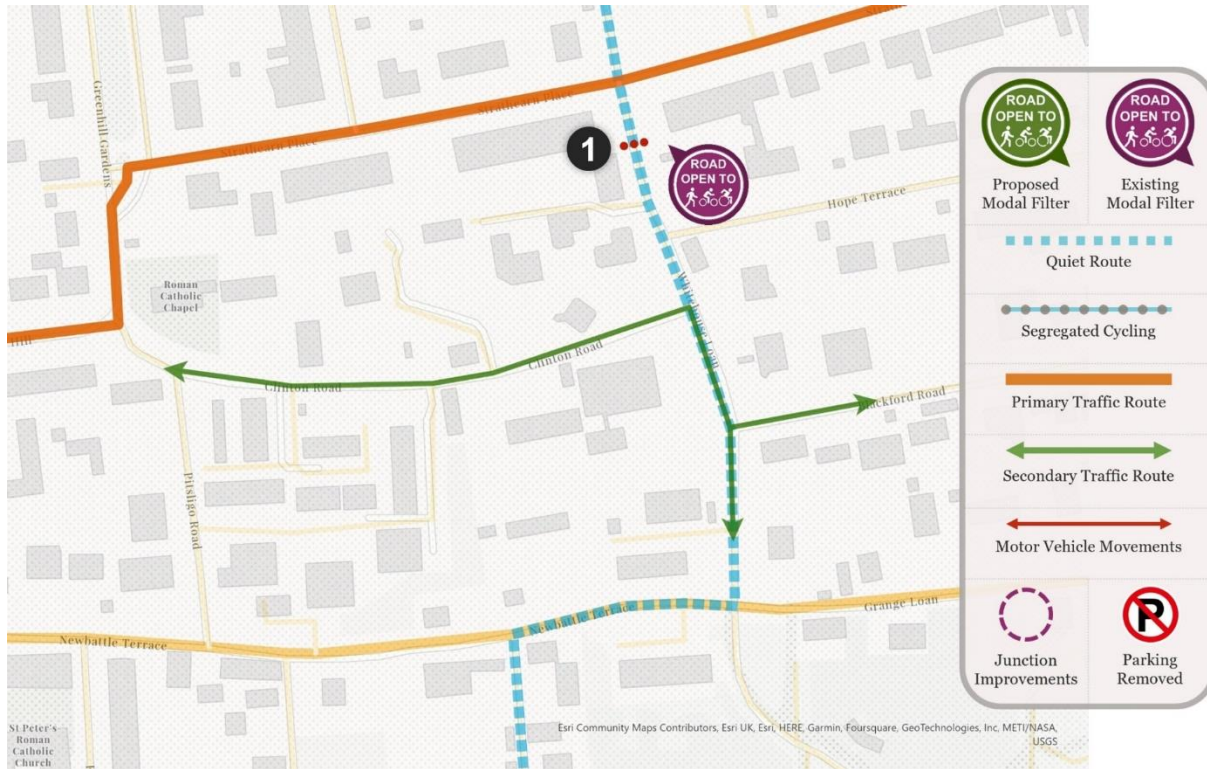 Greenhill Gardens
Strathearn Place
Strathearn Place
1
ROAD
OPEN TO
Hope Terrace
Roman
Catholic
Chapel
Hill
Whitehouse Loan
Clinton Road
Clinton Road
Blackford Road
Pitsligo Road
Newbattle Terrace
Newbattle Terrace
Grange Loan
St Peter's
Roman
Catholic
Church
Esri Community Maps Contributors, Esri UK, Esri, HERE, Garmin, Foursquare, GeoTechnologies, Inc, METI/NASA,
USGS
ROAD
OPEN TO
Proposed
Modal Filter
ROAD
OPEN TO
Existing
Modal Filter
Quiet Route
Segregated Cycling
Primary Traffic Route
Secondary Traffic Route
Motor Vehicle Movements
Junction
Improvements
P
Parking
Removed